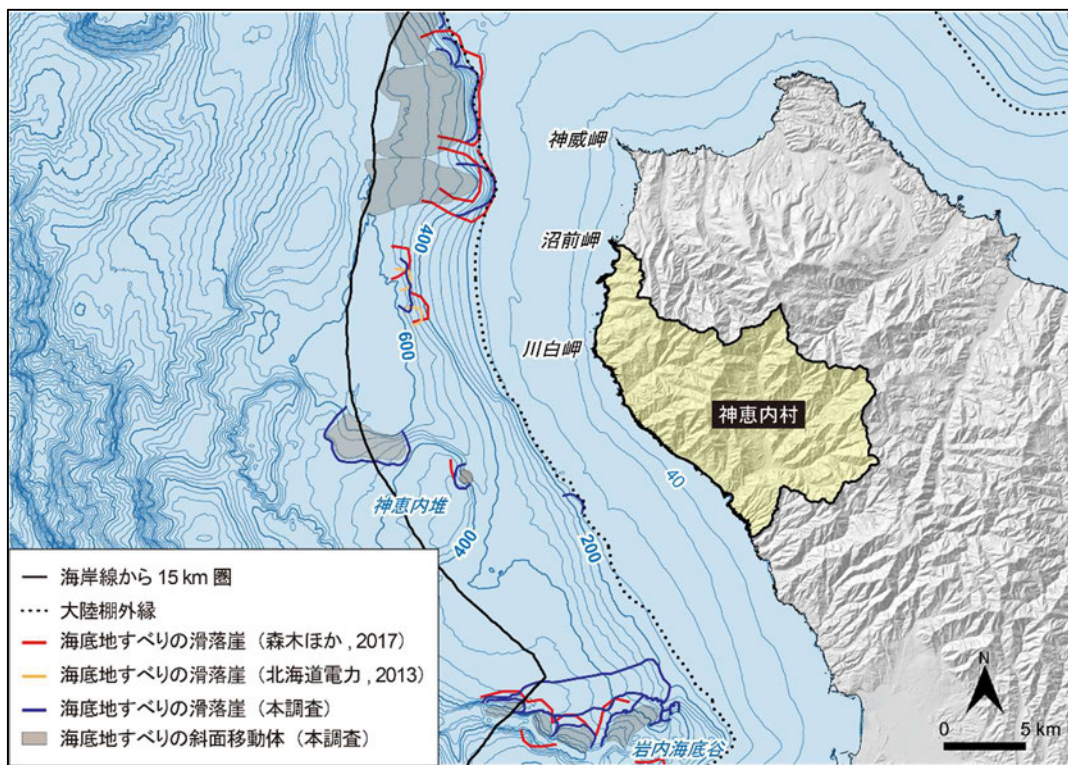 神威岬
沼前岬
400
600
川白岬
神恵内村
神恵内堆
40
400
200
海岸線から 15 km 圏
大陸棚外縁
海底地すべりの滑落崖（森木ほか , 2017）
海底地すべりの滑落崖（北海道電力 , 2013）
海底地すべりの滑落崖（本調査）
海底地すべりの斜面移動体（本調査）
岩内海底谷
N
0 5 km